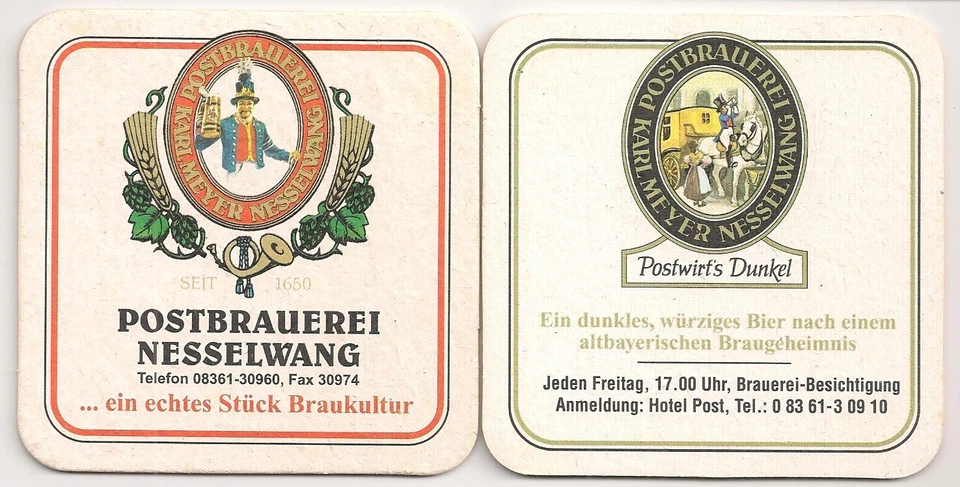 POSTBRAUEREI KARL MEYER NESSELWANG
SEIT 1650
POSTBRAUEREI
NESSELWANG
Telefon 08361-30960, Fax 30974
... ein echtes Stück Braukultur
POSTBRAUEREI KARL MEYER NESSELWANG
Postwirt's Dunkel
Ein dunkles, würziges Bier nach einem
altbayerischen Braugeheimnis
Jeden Freitag, 17.00 Uhr, Brauerei-Besichtigung
Anmeldung: Hotel Post, Tel.: 0 83 61-3 09 10